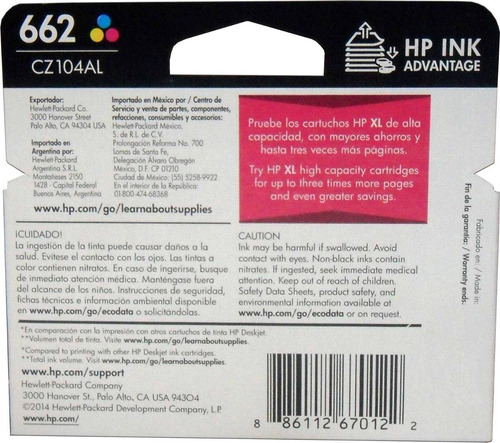 662
CZ104AL
HP INK
ADVANTAGE
Exportador:
Hewlett-Packard Co.
3000 Hanover Street
Palo Alto, CA 94304 USA
Importado en
Argentina por:
Hewlett-Packard
Argentina S.R.L.
Montañeses 2150
1428 - Capital Federal
Buenos Aires, Argentina
Importado en México por / Centro de
Servicio y venta de partes, componentes,
refacciones, consumibles y accesorios:
Hewlett-Packard México,
S. de R.L. de C.V.
Prolongación Reforma No. 700
Lomas de Santa Fe,
Delegación Álvaro Obregón
México, D.F. CP 01210
Ciudad de México: (55) 5258-9922
En el interior de la República:
01-800-474-68368
www.hp.com/go/learnaboutsupplies
Pruebe los cartuchos HP XL de alta
capacidad, con mayores ahorros y
hasta tres veces más páginas.
Try HP XL high capacity cartridges
for up to three times more pages
and even greater savings.
Fabricado en: / Made in:
Fin de la garantía: / Warranty ends:
¡CUIDADO!
La ingestión de la tinta puede causar daños a la
salud. Evítese el contacto con los ojos. Las tintas a
color contienen nitratos. En caso de ingerirse, busque
de inmediato atención médica. Manténgase fuera
del alcance de los niños. Instrucciones de seguridad,
fichas técnicas e información ambiental disponible
en www.hp.com/go/ecodata o solicitándolas.
CAUTION
Ink may be harmful if swallowed. Avoid
contact with eyes. Non-black inks contain
nitrates. If ingested, seek immediate medical
attention. Keep out of reach of children.
Safety Data Sheets, product safety, and
environmental information available at
www.hp.com/go/ecodata or on request.
*En comparación con la impresión con otros cartuchos de tinta HP Deskjet.
**Volumen total de tinta. Visite www.hp.com/go/learnaboutsupplies
*Compared to printing with other HP Deskjet ink cartridges.
**Total ink volume. Visit www.hp.com/go/learnaboutsupplies
www.hp.com/support
Hewlett-Packard Company
3000 Hanover St., Palo Alto, CA USA 94304
©2014 Hewlett-Packard Development Company, L.P.
8 86112 67012 2